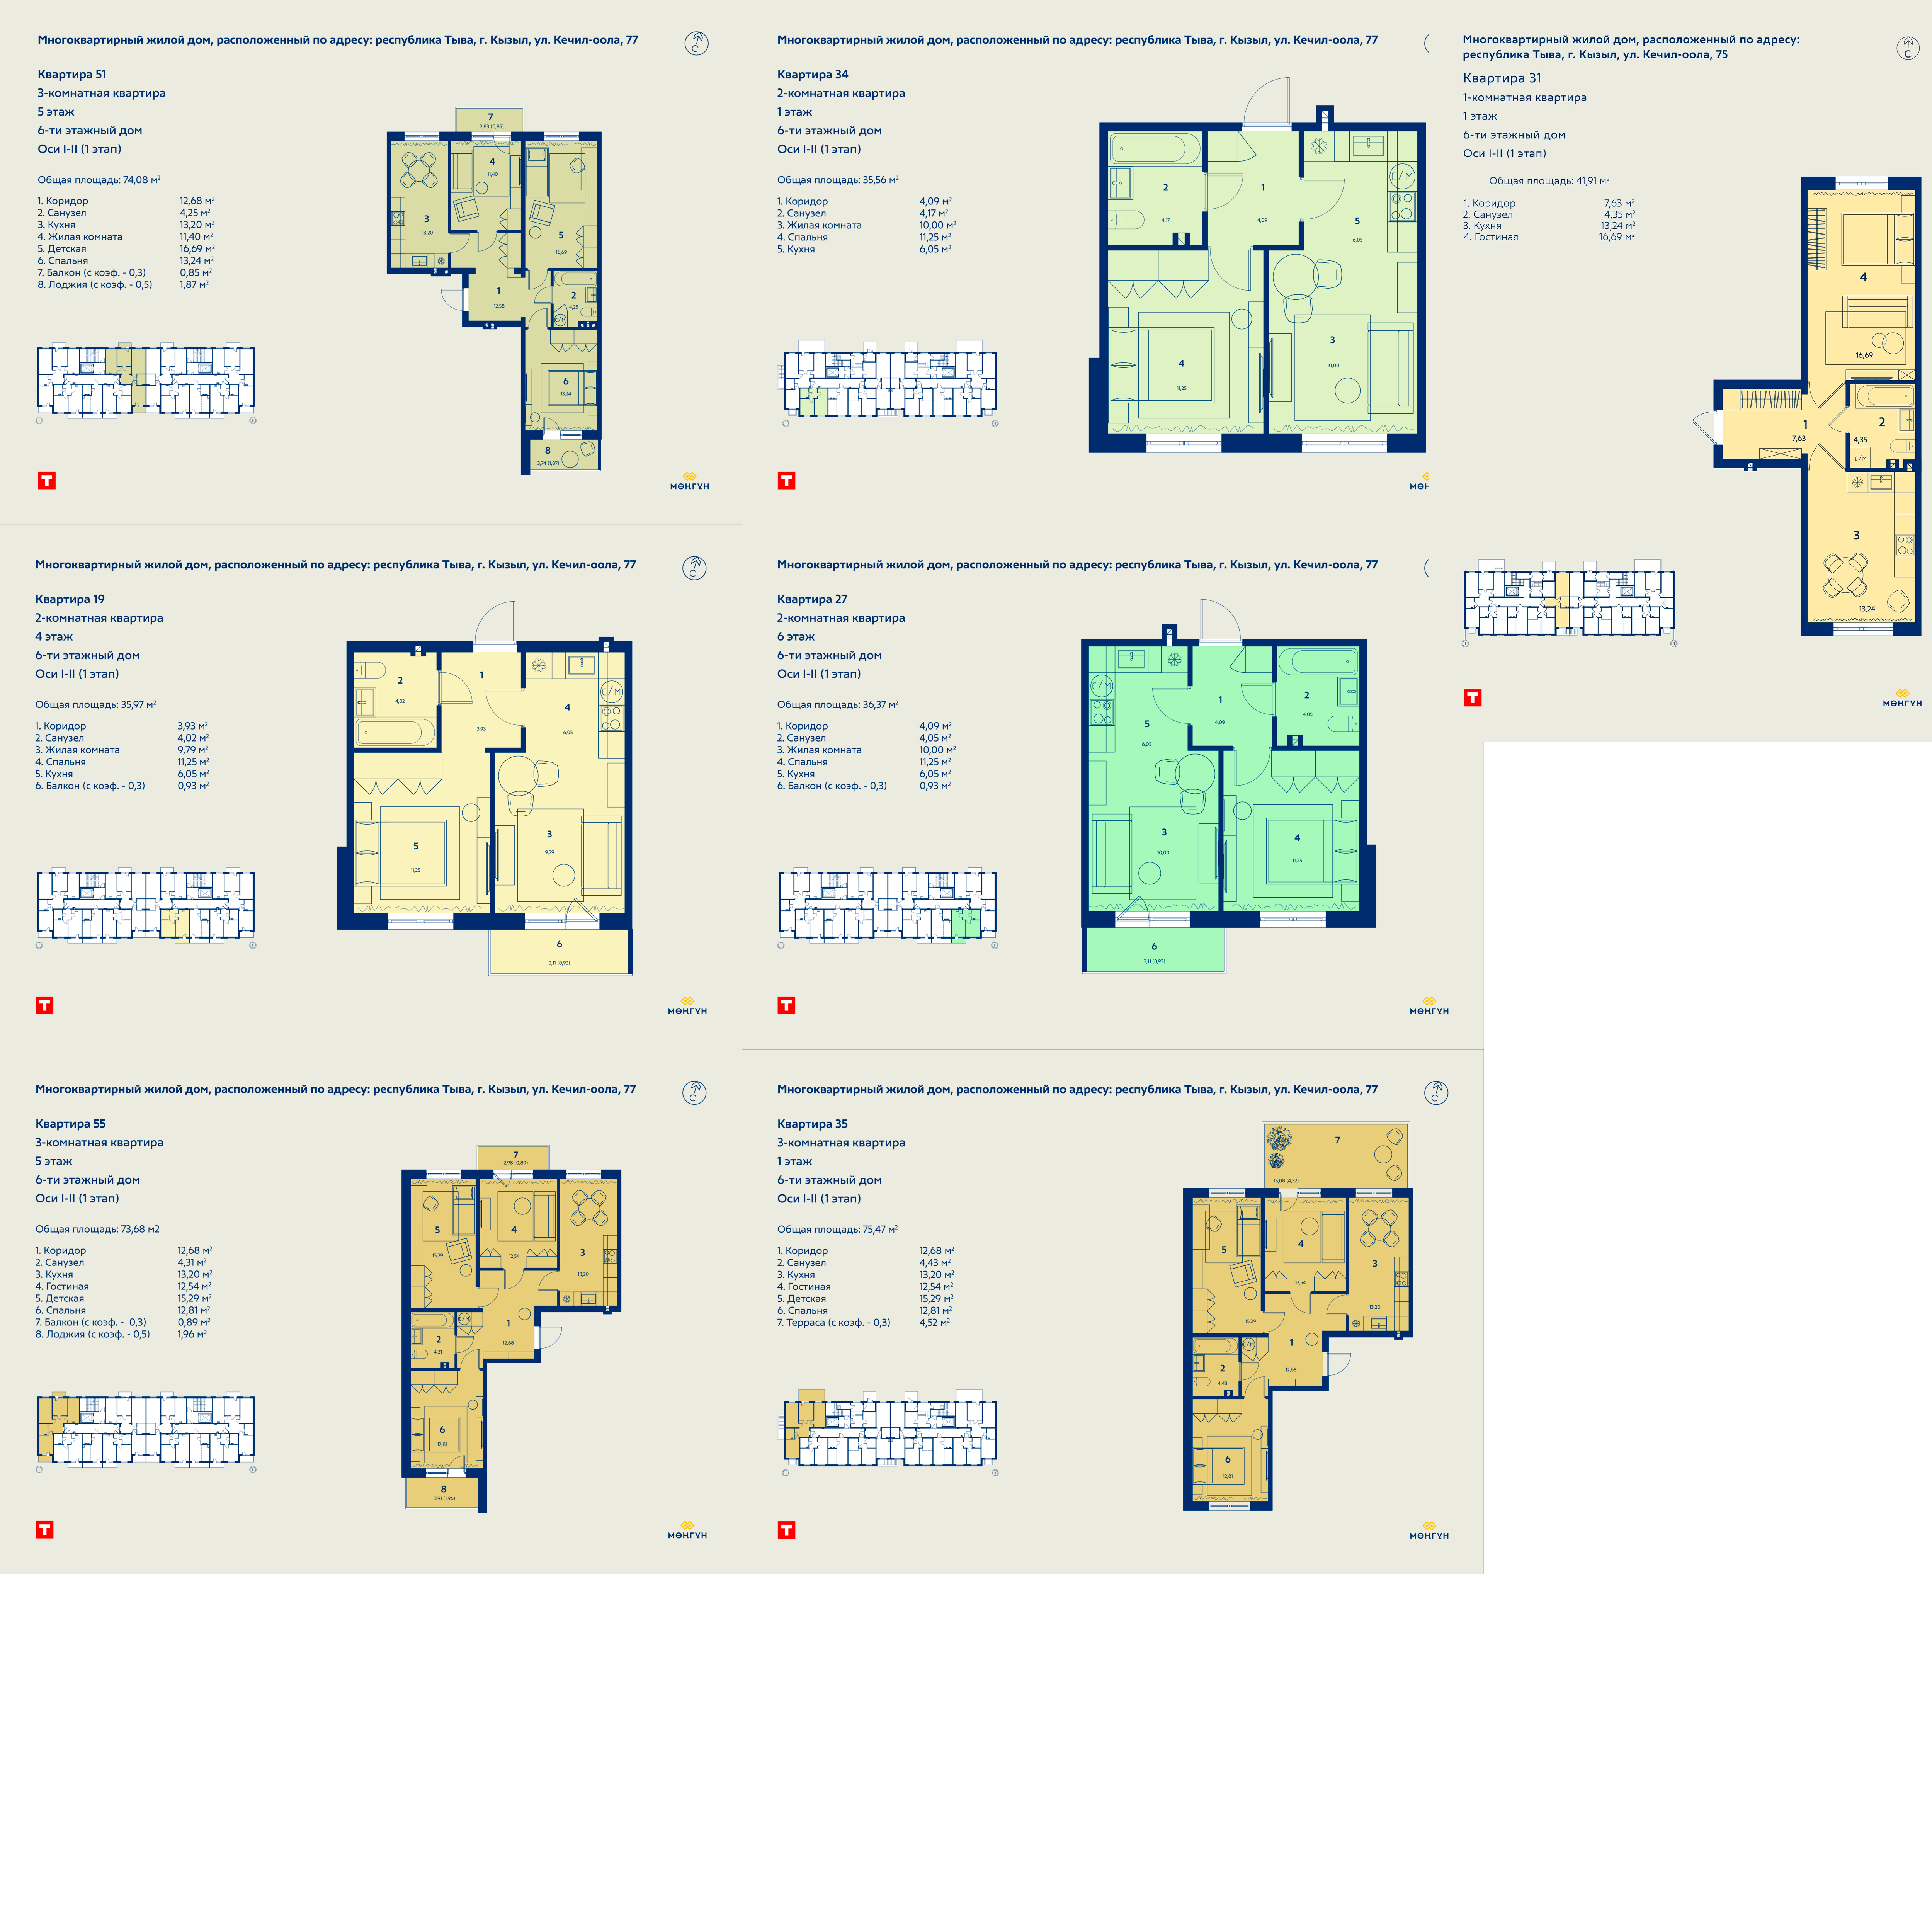 Многоквартирный жилой дом, расположенный по адресу: республика Тыва, г. Кызыл, ул. Кечил-оола, 77
С
Квартира 51
3-комнатная квартира
5 этаж
6-ти этажный дом
Оси I-II (1 этап)
Общая площадь: 74,08 м²
1. Коридор 12,68 м²
2. Санузел 4,25 м²
3. Кухня 13,20 м²
4. Жилая комната 11,40 м²
5. Детская 16,69 м²
6. Спальня 13,24 м²
7. Балкон (с коэф. - 0,3) 0,85 м²
8. Лоджия (с коэф. - 0,5) 1,87 м²
7
2,83 (0,85)
4
11,40
3
13,20
5
16,69
1
12,58
2
4,25
С/М
6
13,24
8
3,74 (1,87)
Т
МӨҢГҮН
Многоквартирный жилой дом, расположенный по адресу: республика Тыва, г. Кызыл, ул. Кечил-оола, 77
Квартира 34
2-комнатная квартира
1 этаж
6-ти этажный дом
Оси I-II (1 этап)
Общая площадь: 35,56 м²
1. Коридор 4,09 м²
2. Санузел 4,17 м²
3. Жилая комната 10,00 м²
4. Спальня 11,25 м²
5. Кухня 6,05 м²
2
4,17
1
4,09
С/М
5
6,05
4
11,25
3
10,00
Т
МӨҢ
Многоквартирный жилой дом, расположенный по адресу:
республика Тыва, г. Кызыл, ул. Кечил-оола, 75
С
Квартира 31
1-комнатная квартира
1 этаж
6-ти этажный дом
Оси I-II (1 этап)
Общая площадь: 41,91 м²
1. Коридор 7,63 м²
2. Санузел 4,35 м²
3. Кухня 13,24 м²
4. Гостиная 16,69 м²
4
16,69
1
7,63
2
4,35
С/М
3
13,24
Т
МӨҢГҮН
Многоквартирный жилой дом, расположенный по адресу: республика Тыва, г. Кызыл, ул. Кечил-оола, 77
С
Квартира 19
2-комнатная квартира
4 этаж
6-ти этажный дом
Оси I-II (1 этап)
Общая площадь: 35,97 м²
1. Коридор 3,93 м²
2. Санузел 4,02 м²
3. Жилая комната 9,79 м²
4. Спальня 11,25 м²
5. Кухня 6,05 м²
6. Балкон (с коэф. - 0,3) 0,93 м²
2
4,02
1
3,93
С/М
4
6,05
5
11,25
3
9,79
6
3,11 (0,93)
Т
МӨҢГҮН
Многоквартирный жилой дом, расположенный по адресу: республика Тыва, г. Кызыл, ул. Кечил-оола, 77
Квартира 27
2-комнатная квартира
6 этаж
6-ти этажный дом
Оси I-II (1 этап)
Общая площадь: 36,37 м²
1. Коридор 4,09 м²
2. Санузел 4,05 м²
3. Жилая комната 10,00 м²
4. Спальня 11,25 м²
5. Кухня 6,05 м²
6. Балкон (с коэф. - 0,3) 0,93 м²
С/М
5
6,05
1
4,09
2
4,05
3
10,00
4
11,25
6
3,11 (0,93)
Т
МӨҢГҮН
Многоквартирный жилой дом, расположенный по адресу: республика Тыва, г. Кызыл, ул. Кечил-оола, 77
С
Квартира 55
3-комнатная квартира
5 этаж
6-ти этажный дом
Оси I-II (1 этап)
Общая площадь: 73,68 м2
1. Коридор 12,68 м²
2. Санузел 4,31 м²
3. Кухня 13,20 м²
4. Гостиная 12,54 м²
5. Детская 15,29 м²
6. Спальня 12,81 м²
7. Балкон (с коэф. - 0,3) 0,89 м²
8. Лоджия (с коэф. - 0,5) 1,96 м²
7
2,98 (0,89)
5
15,29
4
12,54
3
13,20
С/М
1
12,68
2
4,31
6
12,81
8
3,91 (1,96)
Т
МӨҢГҮН
Многоквартирный жилой дом, расположенный по адресу: республика Тыва, г. Кызыл, ул. Кечил-оола, 77
С
Квартира 35
3-комнатная квартира
1 этаж
6-ти этажный дом
Оси I-II (1 этап)
Общая площадь: 75,47 м²
1. Коридор 12,68 м²
2. Санузел 4,43 м²
3. Кухня 13,20 м²
4. Гостиная 12,54 м²
5. Детская 15,29 м²
6. Спальня 12,81 м²
7. Терраса (с коэф. - 0,3) 4,52 м²
7
15,08 (4,52)
5
15,29
4
12,54
3
13,20
С/М
1
12,68
2
4,43
6
12,81
Т
МӨҢГҮН